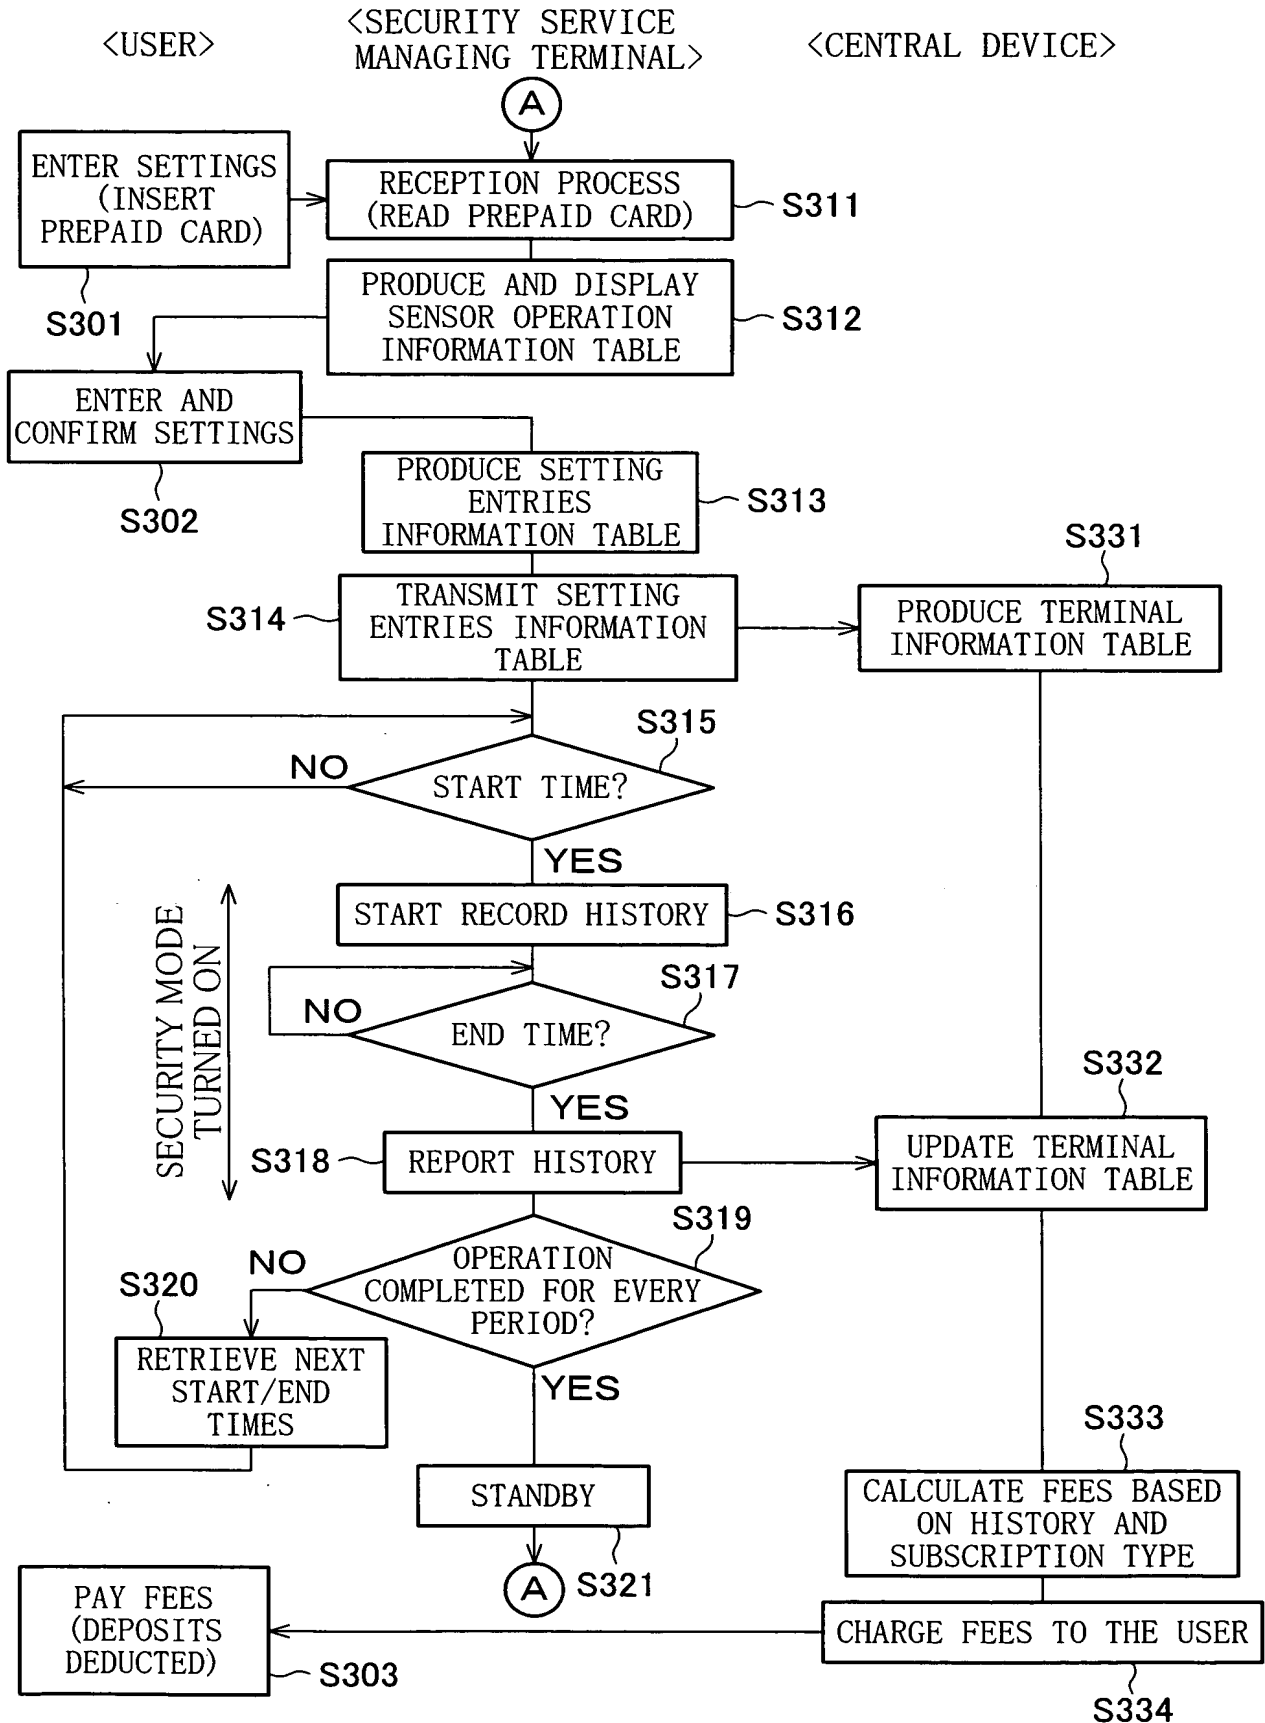 <USER>
<SECURITY SERVICE
MANAGING TERMINAL>
<CENTRAL DEVICE>
A
ENTER SETTINGS
(INSERT
PREPAID CARD)
S301
RECEPTION PROCESS
(READ PREPAID CARD)
S311
PRODUCE AND DISPLAY
SENSOR OPERATION
INFORMATION TABLE
S312
ENTER AND
CONFIRM SETTINGS
S302
PRODUCE SETTING
ENTRIES
INFORMATION TABLE
S313
S314
TRANSMIT SETTING
ENTRIES INFORMATION
TABLE
S331
PRODUCE TERMINAL
INFORMATION TABLE
S315
NO
START TIME?
YES
START RECORD HISTORY
S316
SECURITY MODE
TURNED ON
S317
NO
END TIME?
YES
S318
REPORT HISTORY
S332
UPDATE TERMINAL
INFORMATION TABLE
S319
NO
OPERATION
COMPLETED FOR EVERY
PERIOD?
YES
S320
RETRIEVE NEXT
START/END
TIMES
STANDBY
S321
A
S333
CALCULATE FEES BASED
ON HISTORY AND
SUBSCRIPTION TYPE
CHARGE FEES TO THE USER
S334
PAY FEES
(DEPOSITS
DEDUCTED)
S303